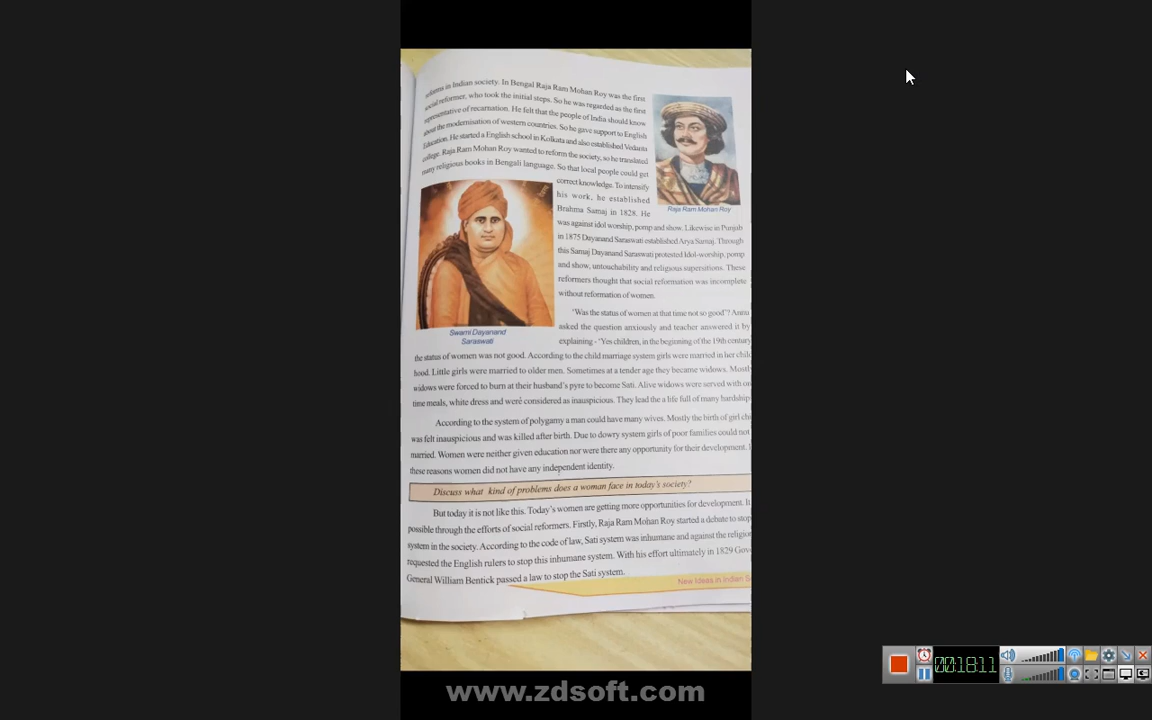 reforms in Indian society. In Bengal Raja Ram Mohan Roy was the first
social reformer, who took the initial steps. So he was regarded as the first
representative of recarnation. He felt that the people of India should know
about the modernisation of western countries. So he gave support to English
Education. He started a English school in Kolkata and also established Vedanta
college. Raja Ram Mohan Roy wanted to reform the society, so he translated
many religious books in Bengali language. So that local people could get
correct knowledge. To intensify
his work, he established
Brahma Samaj in 1828. He
Raja Ram Mohan Roy
was against idol worship, pomp and show. Likewise in Punjab
in 1875 Dayanand Saraswati established Arya Samaj. Through
this Samaj Dayanand Saraswati protested Idol-worship, pomp
and show, untouchability and religious superstitions. These
reformers thought that social reformation was incomplete
without reformation of women.
Swami Dayanand
Saraswati
"Was the status of women at that time not so good"? Annu
asked the question anxiously and teacher answered it by
explaining - "Yes children, in the beginning of the 19th century
the status of women was not good. According to the child marriage system girls were married in her child
hood. Little girls were married to older men. Sometimes at a tender age they became widows. Mostly
widows were forced to burn at their husband's pyre to become Sati. Alive widows were served with on
time meals, white dress and were considered as inauspicious. They lead the a life full of many hardship
According to the system of polygamy a man could have many wives. Mostly the birth of girl chi
was felt inauspicious and was killed after birth. Due to dowry system girls of poor families could not
married. Women were neither given education nor were there any opportunity for their development.
these reasons women did not have any independent identity.
Discuss what kind of problems does a woman face in today's society?
But today it is not like this. Today's women are getting more opportunities for development. It
possible through the efforts of social reformers. Firstly, Raja Ram Mohan Roy started a debate to stop
system in the society. According to the code of law, Sati system was inhumane and against the religio
requested the English rulers to stop this inhumane system. With his effort ultimately in 1829 Gov
General William Bentick passed a law to stop the Sati system.
New Ideas in Indian S
www.zdsoft.com
00:18:11